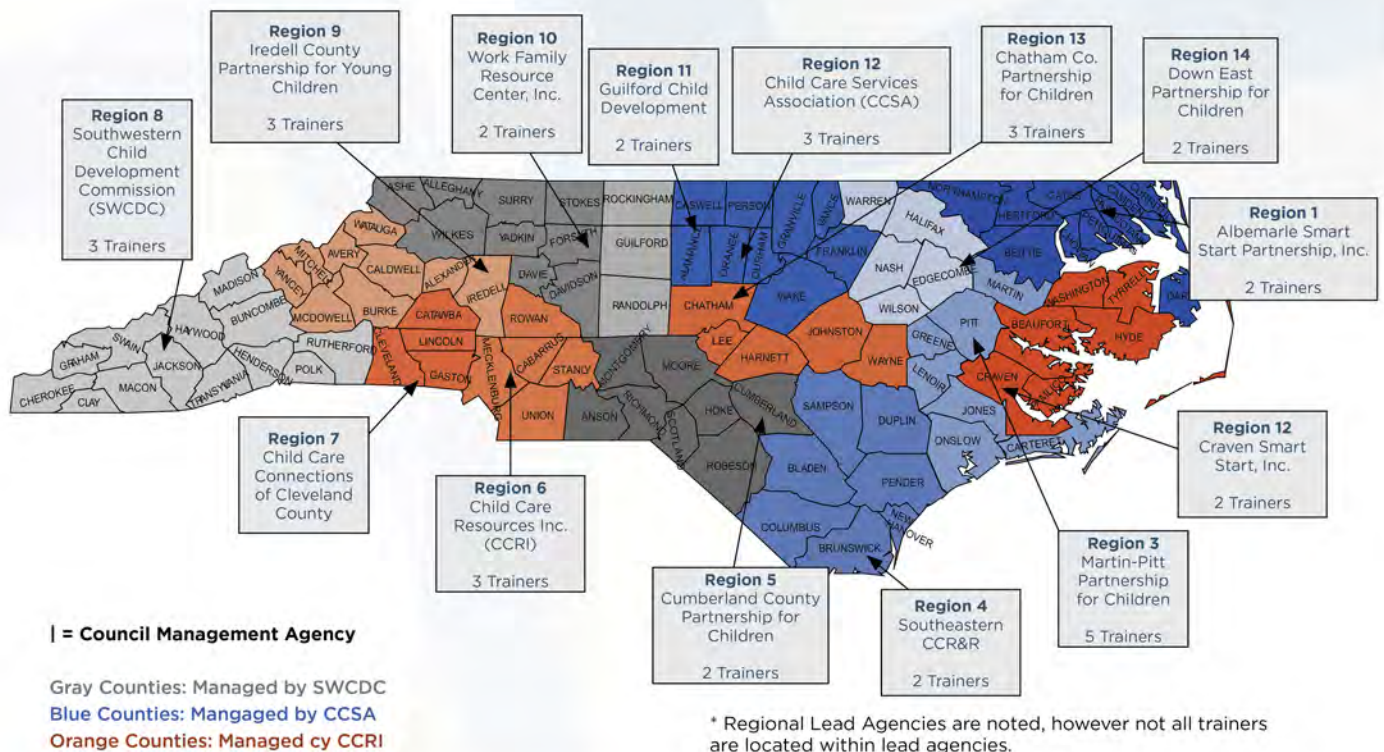 Region 9
Iredell County
Partnership for Young
Children
3 Trainers
Region 10
Work Family
Resource
Center, Inc.
2 Trainers
Region 11
Guilford Child
Development
2 Trainers
Region 12
Child Care Services
Association (CCSA)
3 Trainers
Region 13
Chatham Co.
Partnership
for Children
3 Trainers
Region 14
Down East
Partnership for
Children
2 Trainers
Region 8
Southwestern
Child
Development
Commission
(SWCDC)
3 Trainers
Region 1
Albemarle Smart
Start Partnership, Inc.
2 Trainers
ASHE
ALLEGHANY
SURRY
STOKES
ROCKINGHAM
CASWELL
PERSON
GRANVILLE
VANCE
WARREN
NORTHAMPTON
GATES
HERTFORD
HALIFAX
BERTIE
WATAUGA
WILKES
YADKIN
FORSYTH
GUILFORD
ORANGE
DURHAM
FRANKLIN
NASH
EDGECOMBE
MARTIN
WASHINGTON
TYRRELL
MITCHELL
AVERY
CALDWELL
ALEXANDER
IREDELL
DAVIE
DAVIDSON
RANDOLPH
CHATHAM
WAKE
WILSON
PITT
BEAUFORT
HYDE
MADISON
YANCEY
MCDOWELL
BURKE
CATAWBA
ROWAN
LEE
JOHNSTON
GREENE
BUNCOMBE
HAYWOOD
SWAIN
GRAHAM
RUTHERFORD
LINCOLN
CLEVELAND
GASTON
MECKLENBURG
CABARRUS
STANLY
MONTGOMERY
MOORE
HARNETT
WAYNE
LENOIR
CRAVEN
CHEROKEE
CLAY
MACON
JACKSON
TRANSYLVANIA
HENDERSON
POLK
UNION
ANSON
RICHMOND
SCOTLAND
HOKE
CUMBERLAND
SAMPSON
DUPLIN
JONES
ONSLOW
CARTERET
ROBESON
BLADEN
PENDER
COLUMBUS
NEW
HANOVER
BRUNSWICK
Region 7
Child Care
Connections
of Cleveland
County
Region 6
Child Care
Resources Inc.
(CCRI)
3 Trainers
Region 5
Cumberland County
Partnership for
Children
2 Trainers
Region 4
Southeastern
CCR&R
2 Trainers
Region 3
Martin-Pitt
Partnership
for Children
5 Trainers
Region 12
Craven Smart
Start, Inc.
2 Trainers
| = Council Management Agency
Gray Counties: Managed by SWCDC
Blue Counties: Mangaged by CCSA
Orange Counties: Managed cy CCRI
* Regional Lead Agencies are noted, however not all trainers
are located within lead agencies.